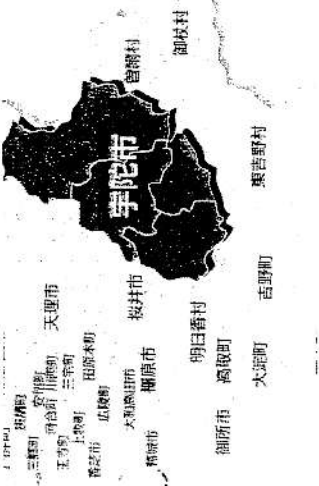 斑鳩町
安堵町
三郷町
河合町
川西町
王寺町
三宅町
上牧町
田原本町
香芝市
広陵町
天理市
大和高田市
橿原市
桜井市
宇陀市
曽爾村
御杖村
葛城市
明日香村
御所市
高取町
大淀町
吉野町
東吉野村